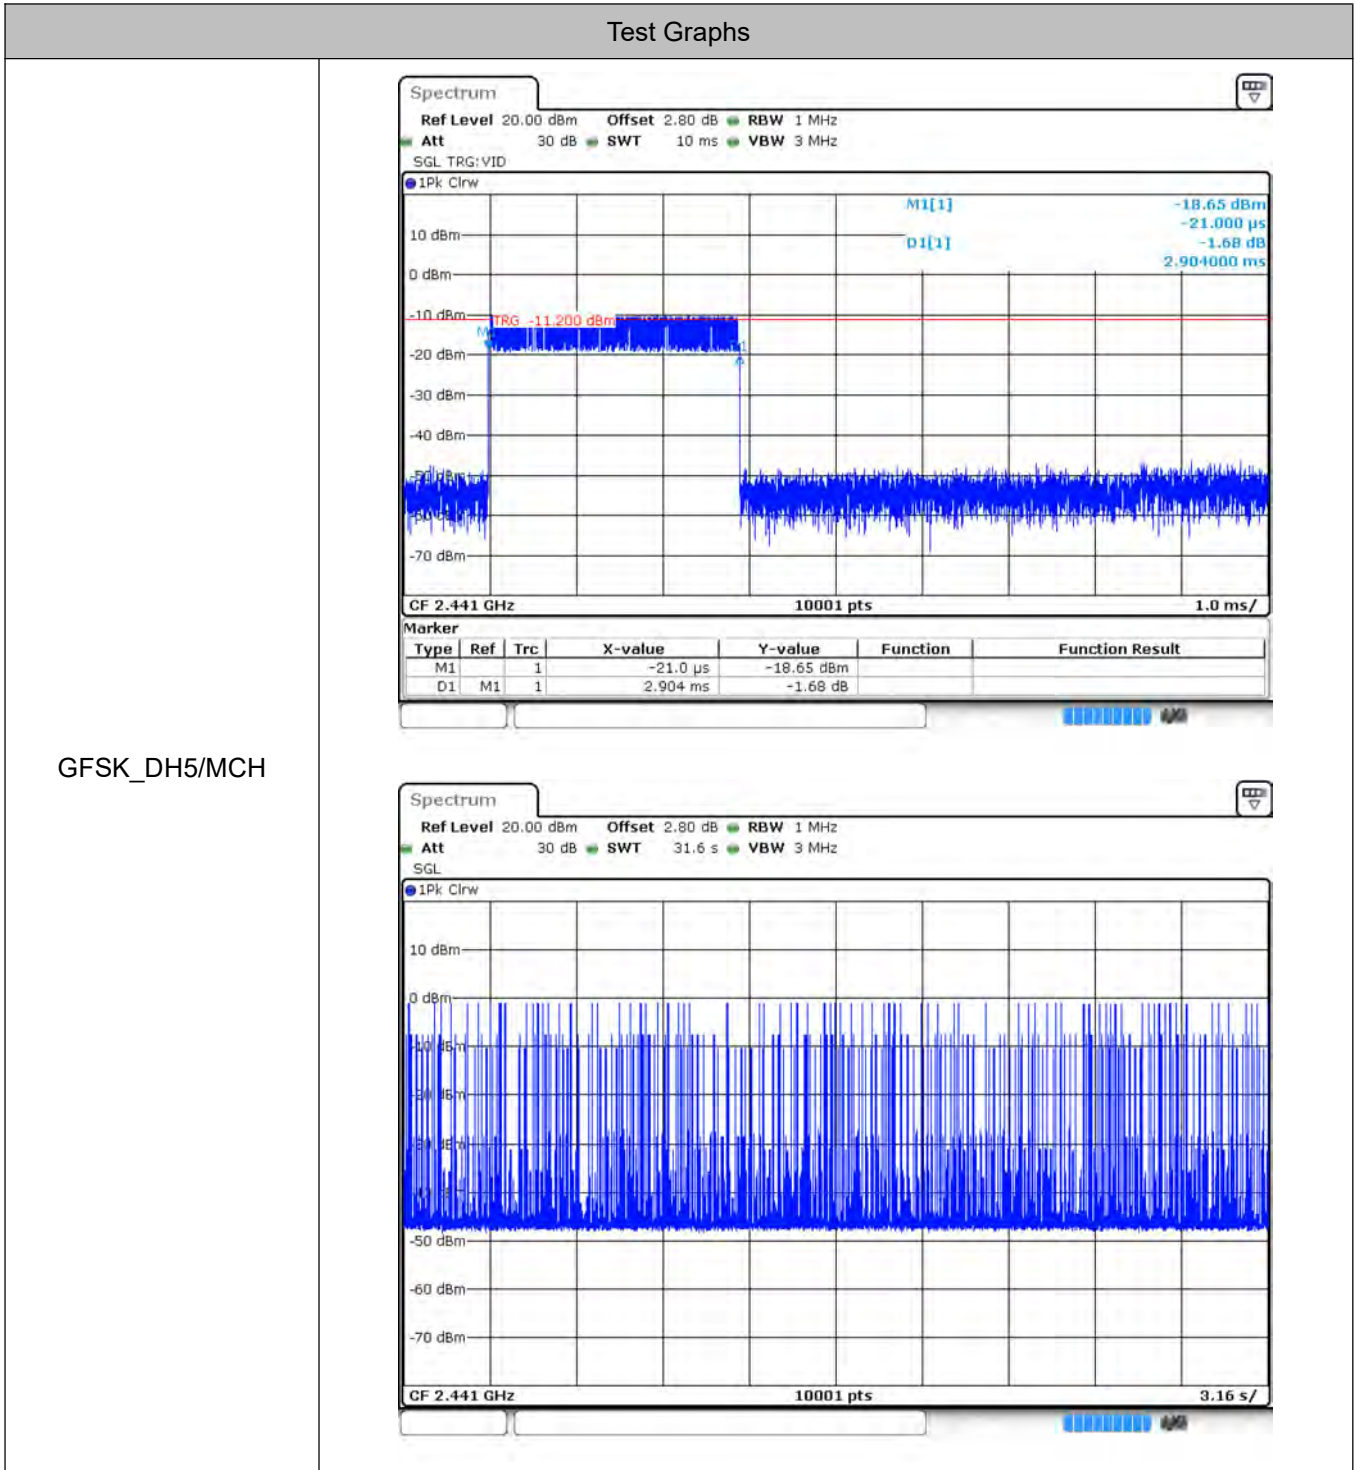 Test Graphs
GFSK_DH5/MCH
Spectrum
Ref Level 20.00 dBm Offset 2.80 dB RBW 1 MHz
Att 30 dB SWT 10 ms VBW 3 MHz
SGL TRG:VID
1Pk Clrw
M1[1] -18.65 dBm
-21.000 µs
D1[1] -1.68 dB
2.904000 ms
10 dBm
0 dBm
-10 dBm
TRG -11.200 dBm
-20 dBm
-30 dBm
-40 dBm
-70 dBm
CF 2.441 GHz 10001 pts 1.0 ms/
Marker
Type Ref Trc X-value Y-value Function Function Result
M1 1 -21.0 µs -18.65 dBm
D1 M1 1 2.904 ms -1.68 dB
Spectrum
Ref Level 20.00 dBm Offset 2.80 dB RBW 1 MHz
Att 30 dB SWT 31.6 s VBW 3 MHz
SGL
1Pk Clrw
10 dBm
0 dBm
-50 dBm
-60 dBm
-70 dBm
CF 2.441 GHz 10001 pts 3.16 s/